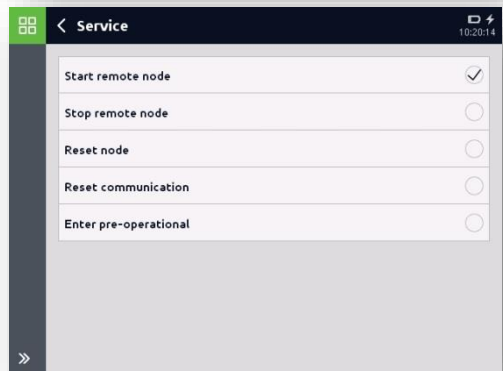 Service
10:20:14
Start remote node
Stop remote node
Reset node
Reset communication
Enter pre-operational